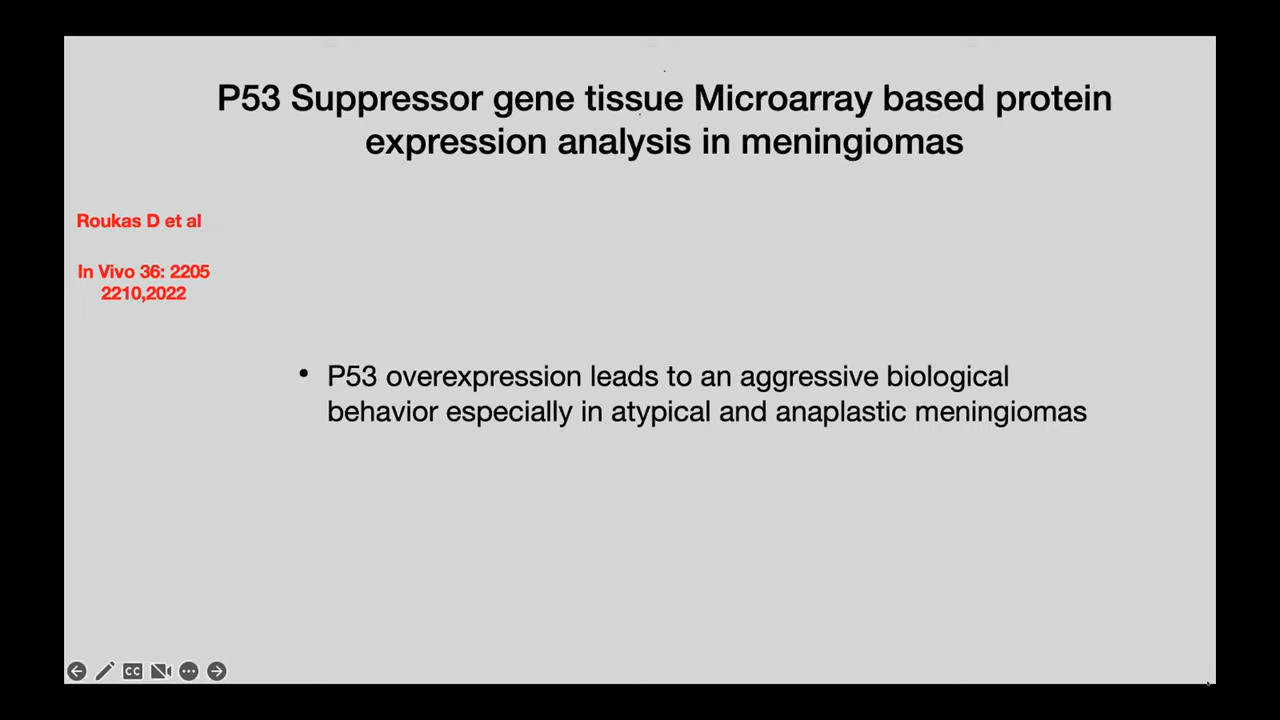 P53 Suppressor gene tissue Microarray based protein
expression analysis in meningiomas
Roukas D et al
In Vivo 36: 2205
2210,2022
• P53 overexpression leads to an aggressive biological
behavior especially in atypical and anaplastic meningiomas
CC